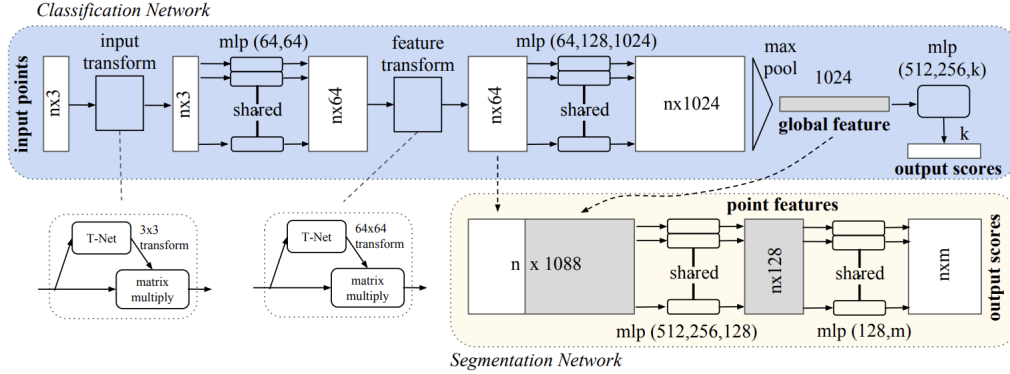 Classification Network
input points
nx3
input
transform
nx3
mlp (64,64)
shared
nx64
feature
transform
nx64
mlp (64,128,1024)
shared
nx1024
max
pool
1024
global feature
mlp
(512,256,k)
k
output scores
T-Net
3x3
transform
matrix
multiply
T-Net
64x64
transform
matrix
multiply
point features
n x 1088
shared
mlp (512,256,128)
nx128
shared
mlp (128,m)
nxm
output scores
Segmentation Network